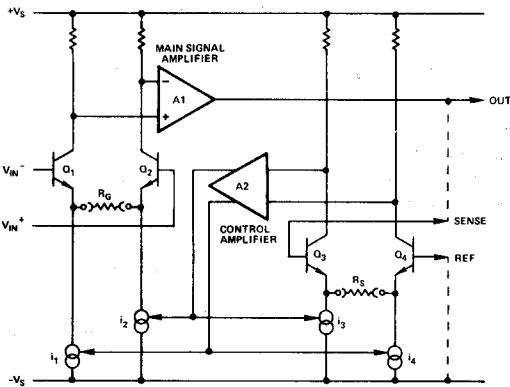 +VS
MAIN SIGNAL
AMPLIFIER
−
A1
+
OUT
VIN−
Q1
Q2
RG
A2
VIN+
CONTROL
AMPLIFIER
SENSE
Q3
Q4
REF
RS
i2
i3
i1
i4
−VS